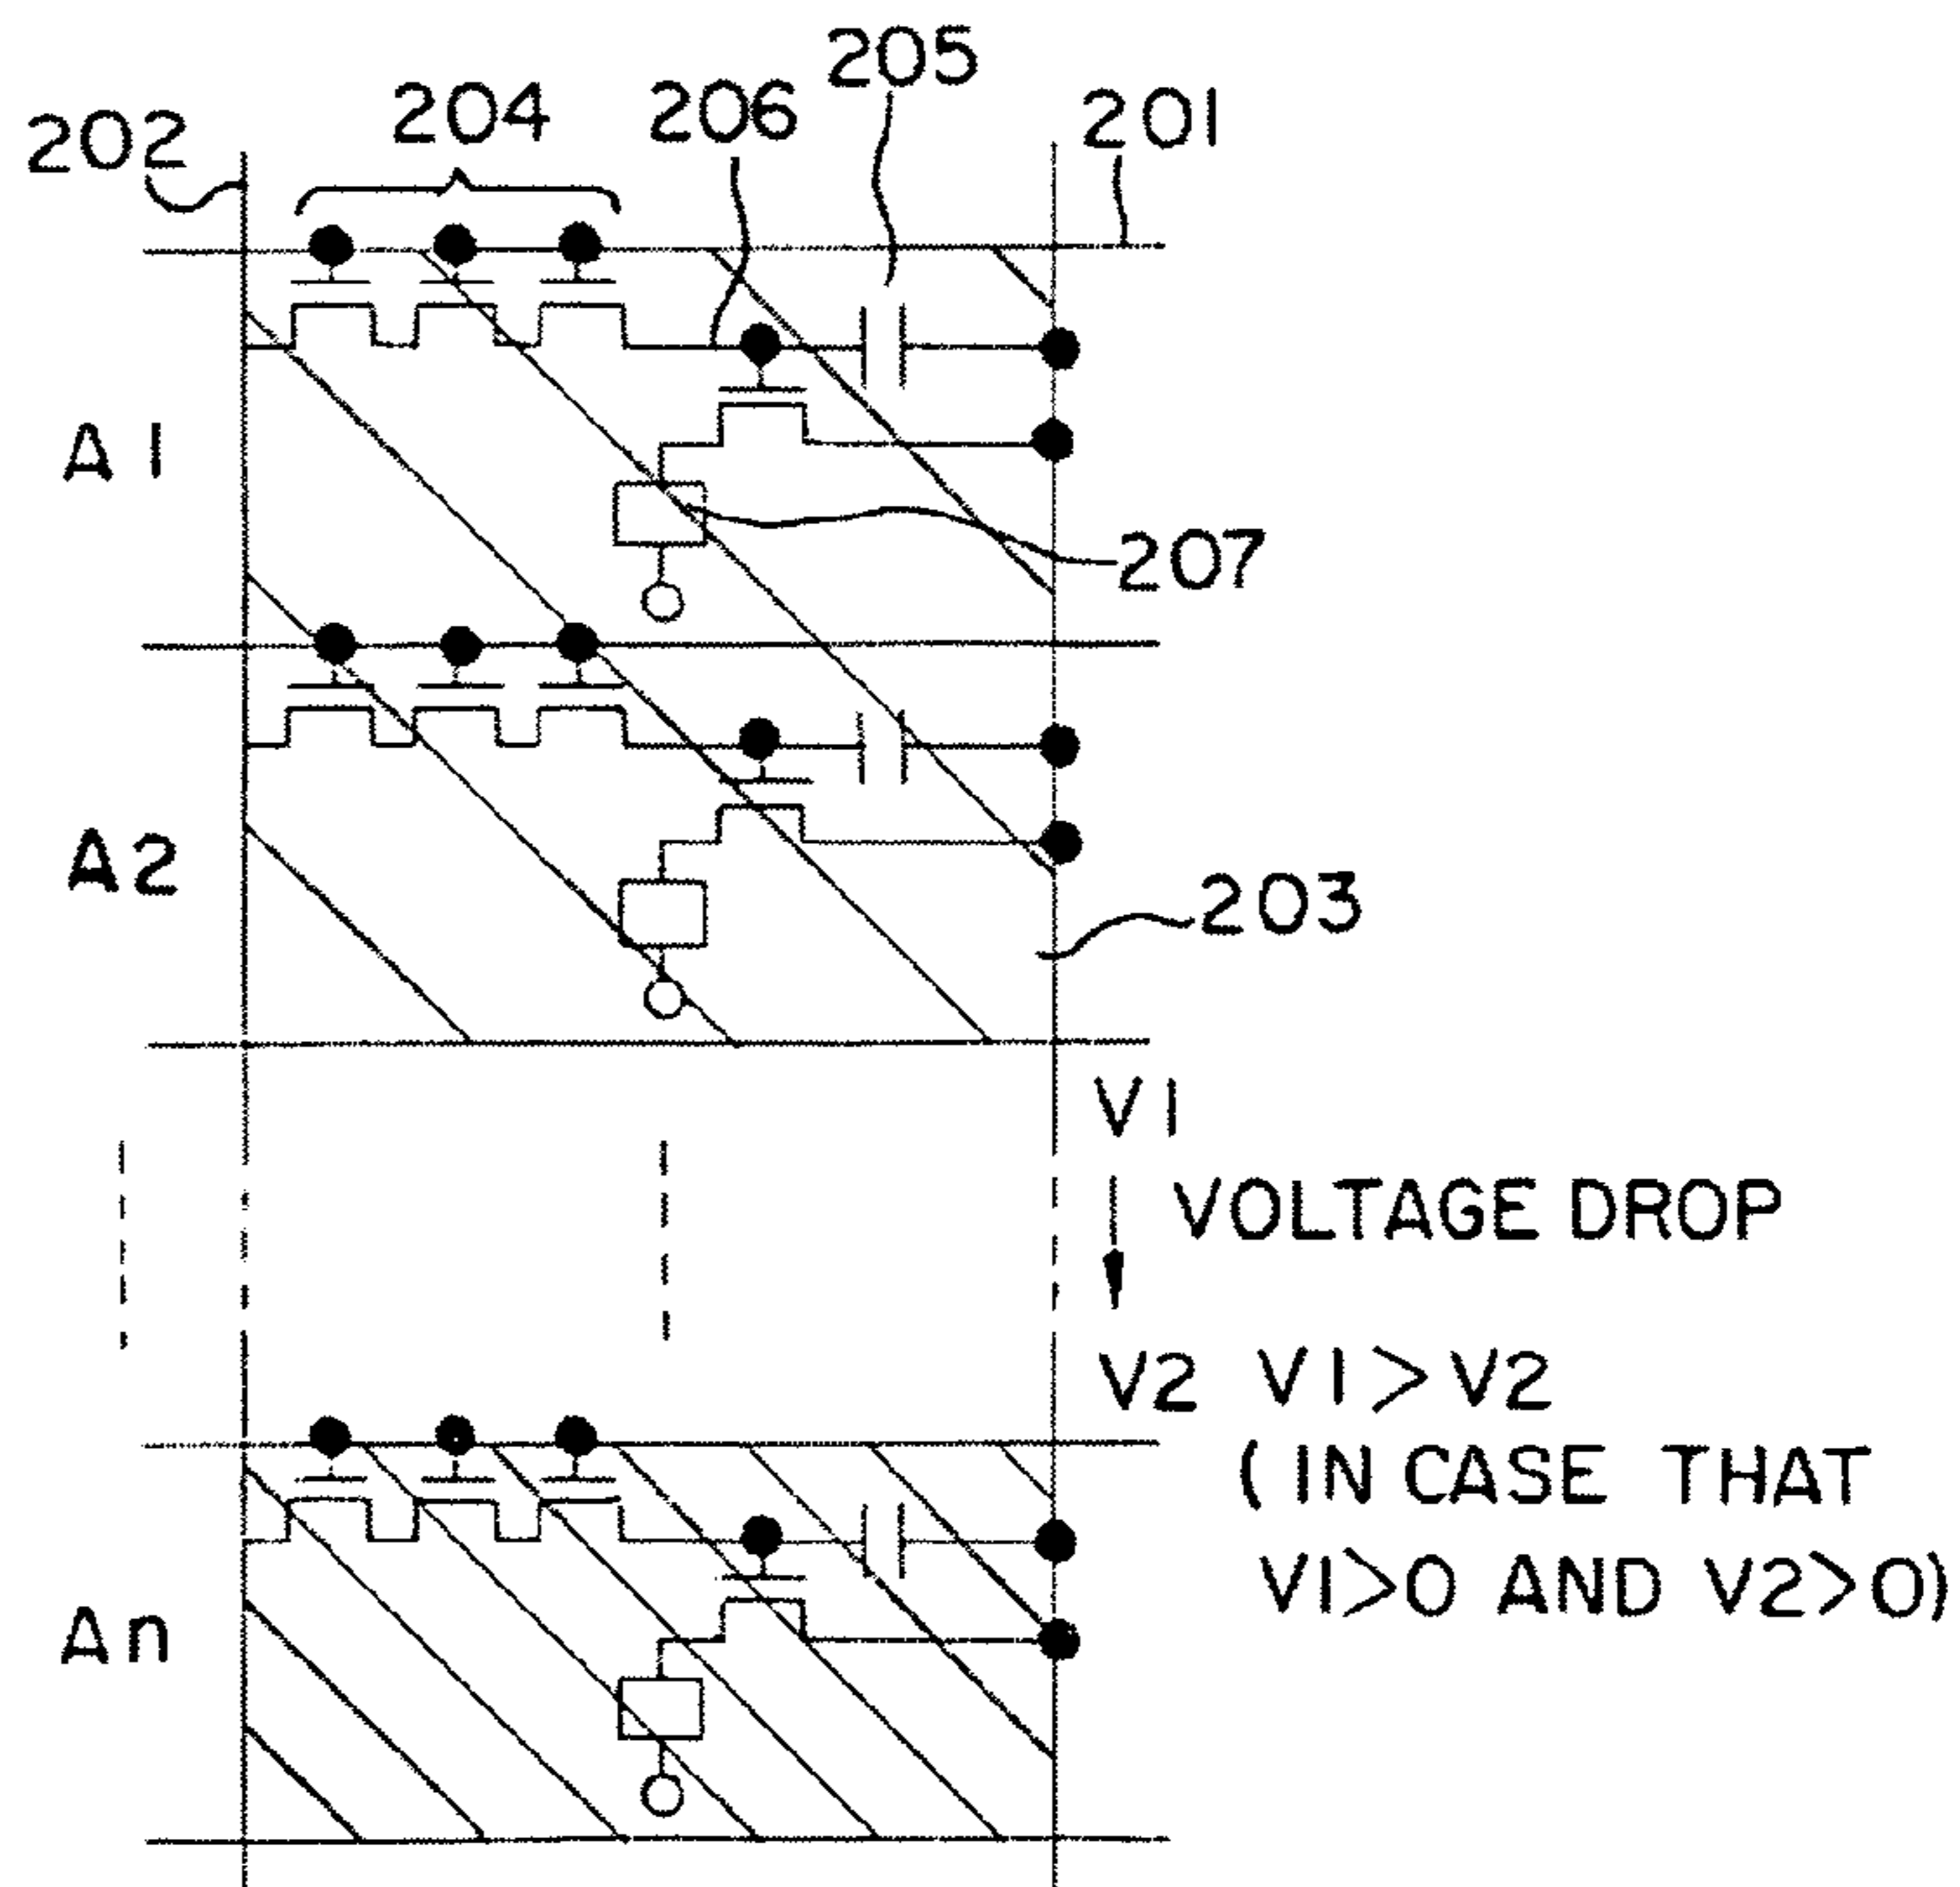 205
202
204
206
201
A1
207
A2
203
V1
VOLTAGE DROP
V2 V1>V2
(IN CASE THAT
An
V1>0 AND V2>0)